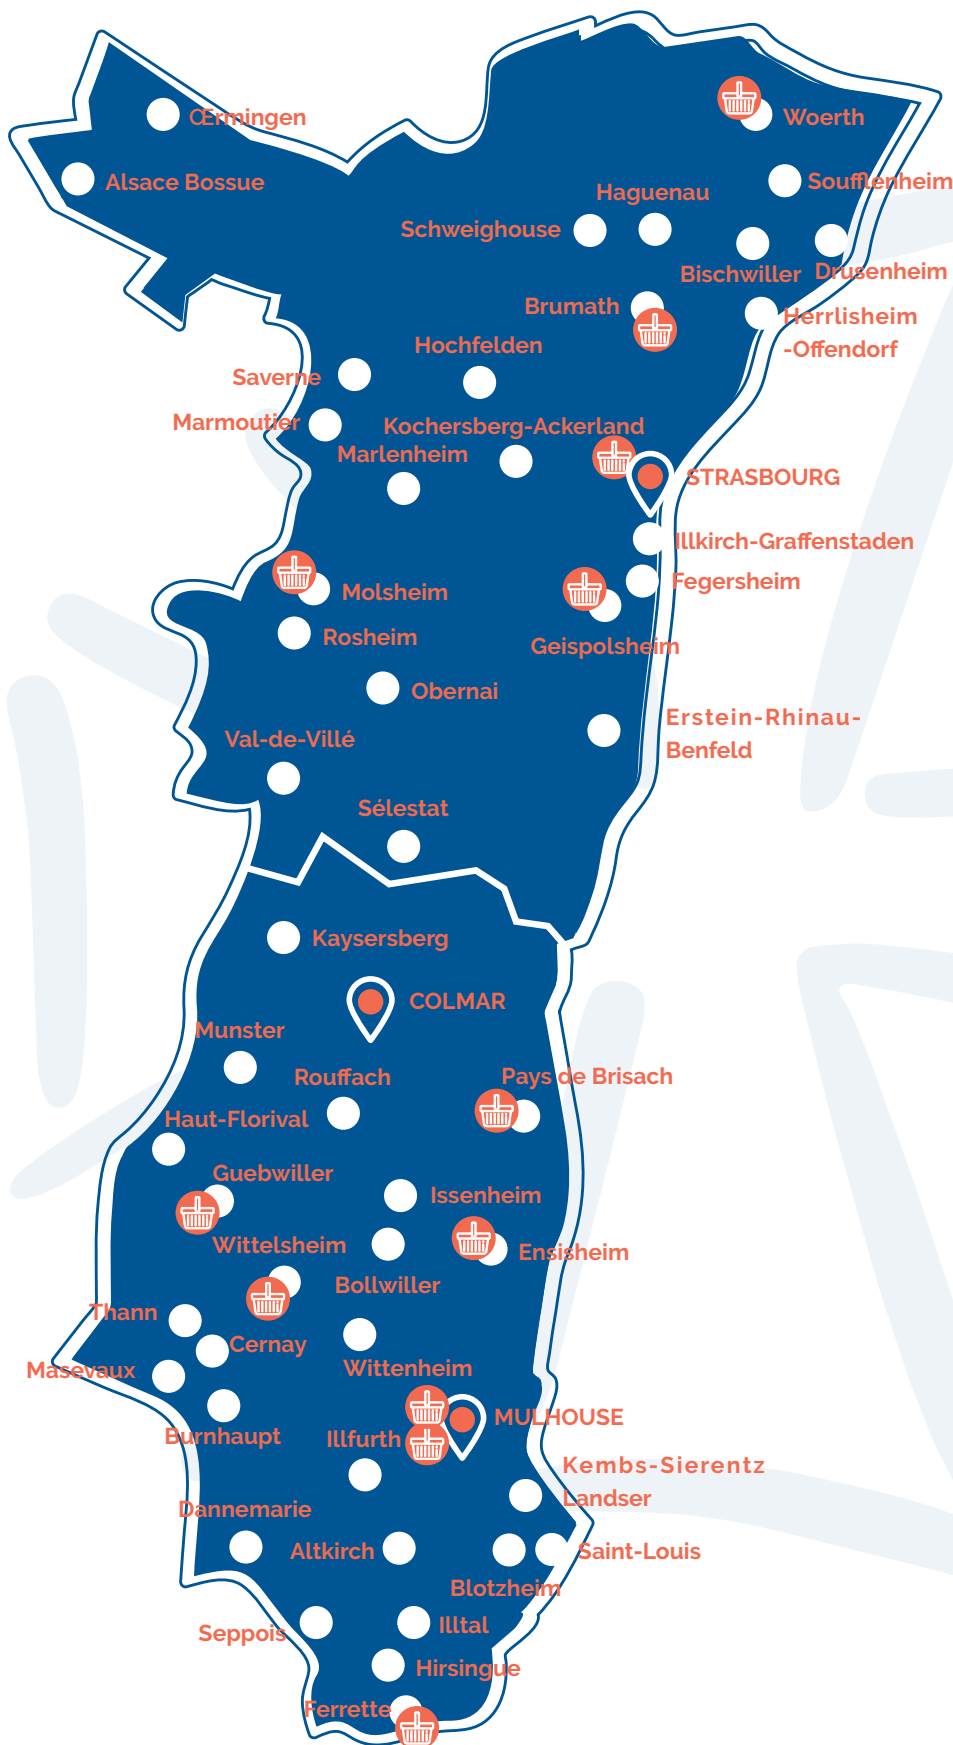 Œrmingen
Woerth
Alsace Bossue
Soufflenheim
Haguenau
Schweighouse
Bischwiller
Drusenheim
Brumath
Herrlisheim
-Offendorf
Hochfelden
Saverne
Marmoutier
Kochersberg-Ackerland
Marlenheim
STRASBOURG
Illkirch-Graffenstaden
Fegersheim
Molsheim
Rosheim
Geispolsheim
Obernai
Erstein-Rhinau-
Benfeld
Val-de-Villé
Sélestat
Kaysersberg
COLMAR
Munster
Rouffach
Pays de Brisach
Haut-Florival
Guebwiller
Issenheim
Wittelsheim
Ensisheim
Bollwiller
Thann
Cernay
Masevaux
Wittenheim
MULHOUSE
Burnhaupt
Illfurth
Kembs-Sierentz
Landser
Dannemarie
Altkirch
Saint-Louis
Blotzheim
Seppois
Illtal
Hirsingue
Ferrette